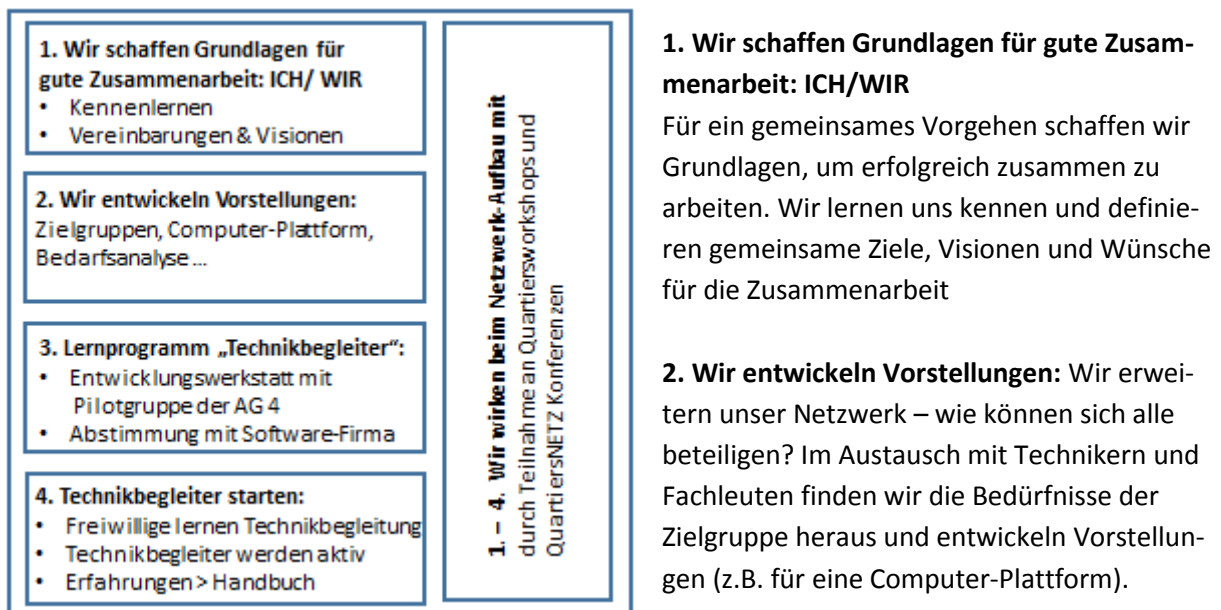 1. Wir schaffen Grundlagen für
gute Zusammenarbeit: ICH/ WIR
• Kennenlernen
• Vereinbarungen & Visionen
2. Wir entwickeln Vorstellungen:
Zielgruppen, Computer-Plattform,
Bedarfsanalyse...
3. Lernprogramm „Technikbegleiter“:
• Entwicklungswerkstatt mit
Pilotgruppe der AG 4
• Abstimmung mit Software-Firma
4. Technikbegleiter starten:
• Freiwillige lernen Technikbegleitung
• Technikbegleiter werden aktiv
• Erfahrungen > Handbuch
1. – 4. Wir wirken beim Netzwerk-Aufbau mit
durch Teilnahme an Quartiersworkshops und
QuartiersNETZ Konferenzen
1. Wir schaffen Grundlagen für gute Zusam-
menarbeit: ICH/WIR
Für ein gemeinsames Vorgehen schaffen wir
Grundlagen, um erfolgreich zusammen zu
arbeiten. Wir lernen uns kennen und definie-
ren gemeinsame Ziele, Visionen und Wünsche
für die Zusammenarbeit
2. Wir entwickeln Vorstellungen: Wir erwei-
tern unser Netzwerk – wie können sich alle
beteiligen? Im Austausch mit Technikern und
Fachleuten finden wir die Bedürfnisse der
Zielgruppe heraus und entwickeln Vorstellun-
gen (z.B. für eine Computer-Plattform).